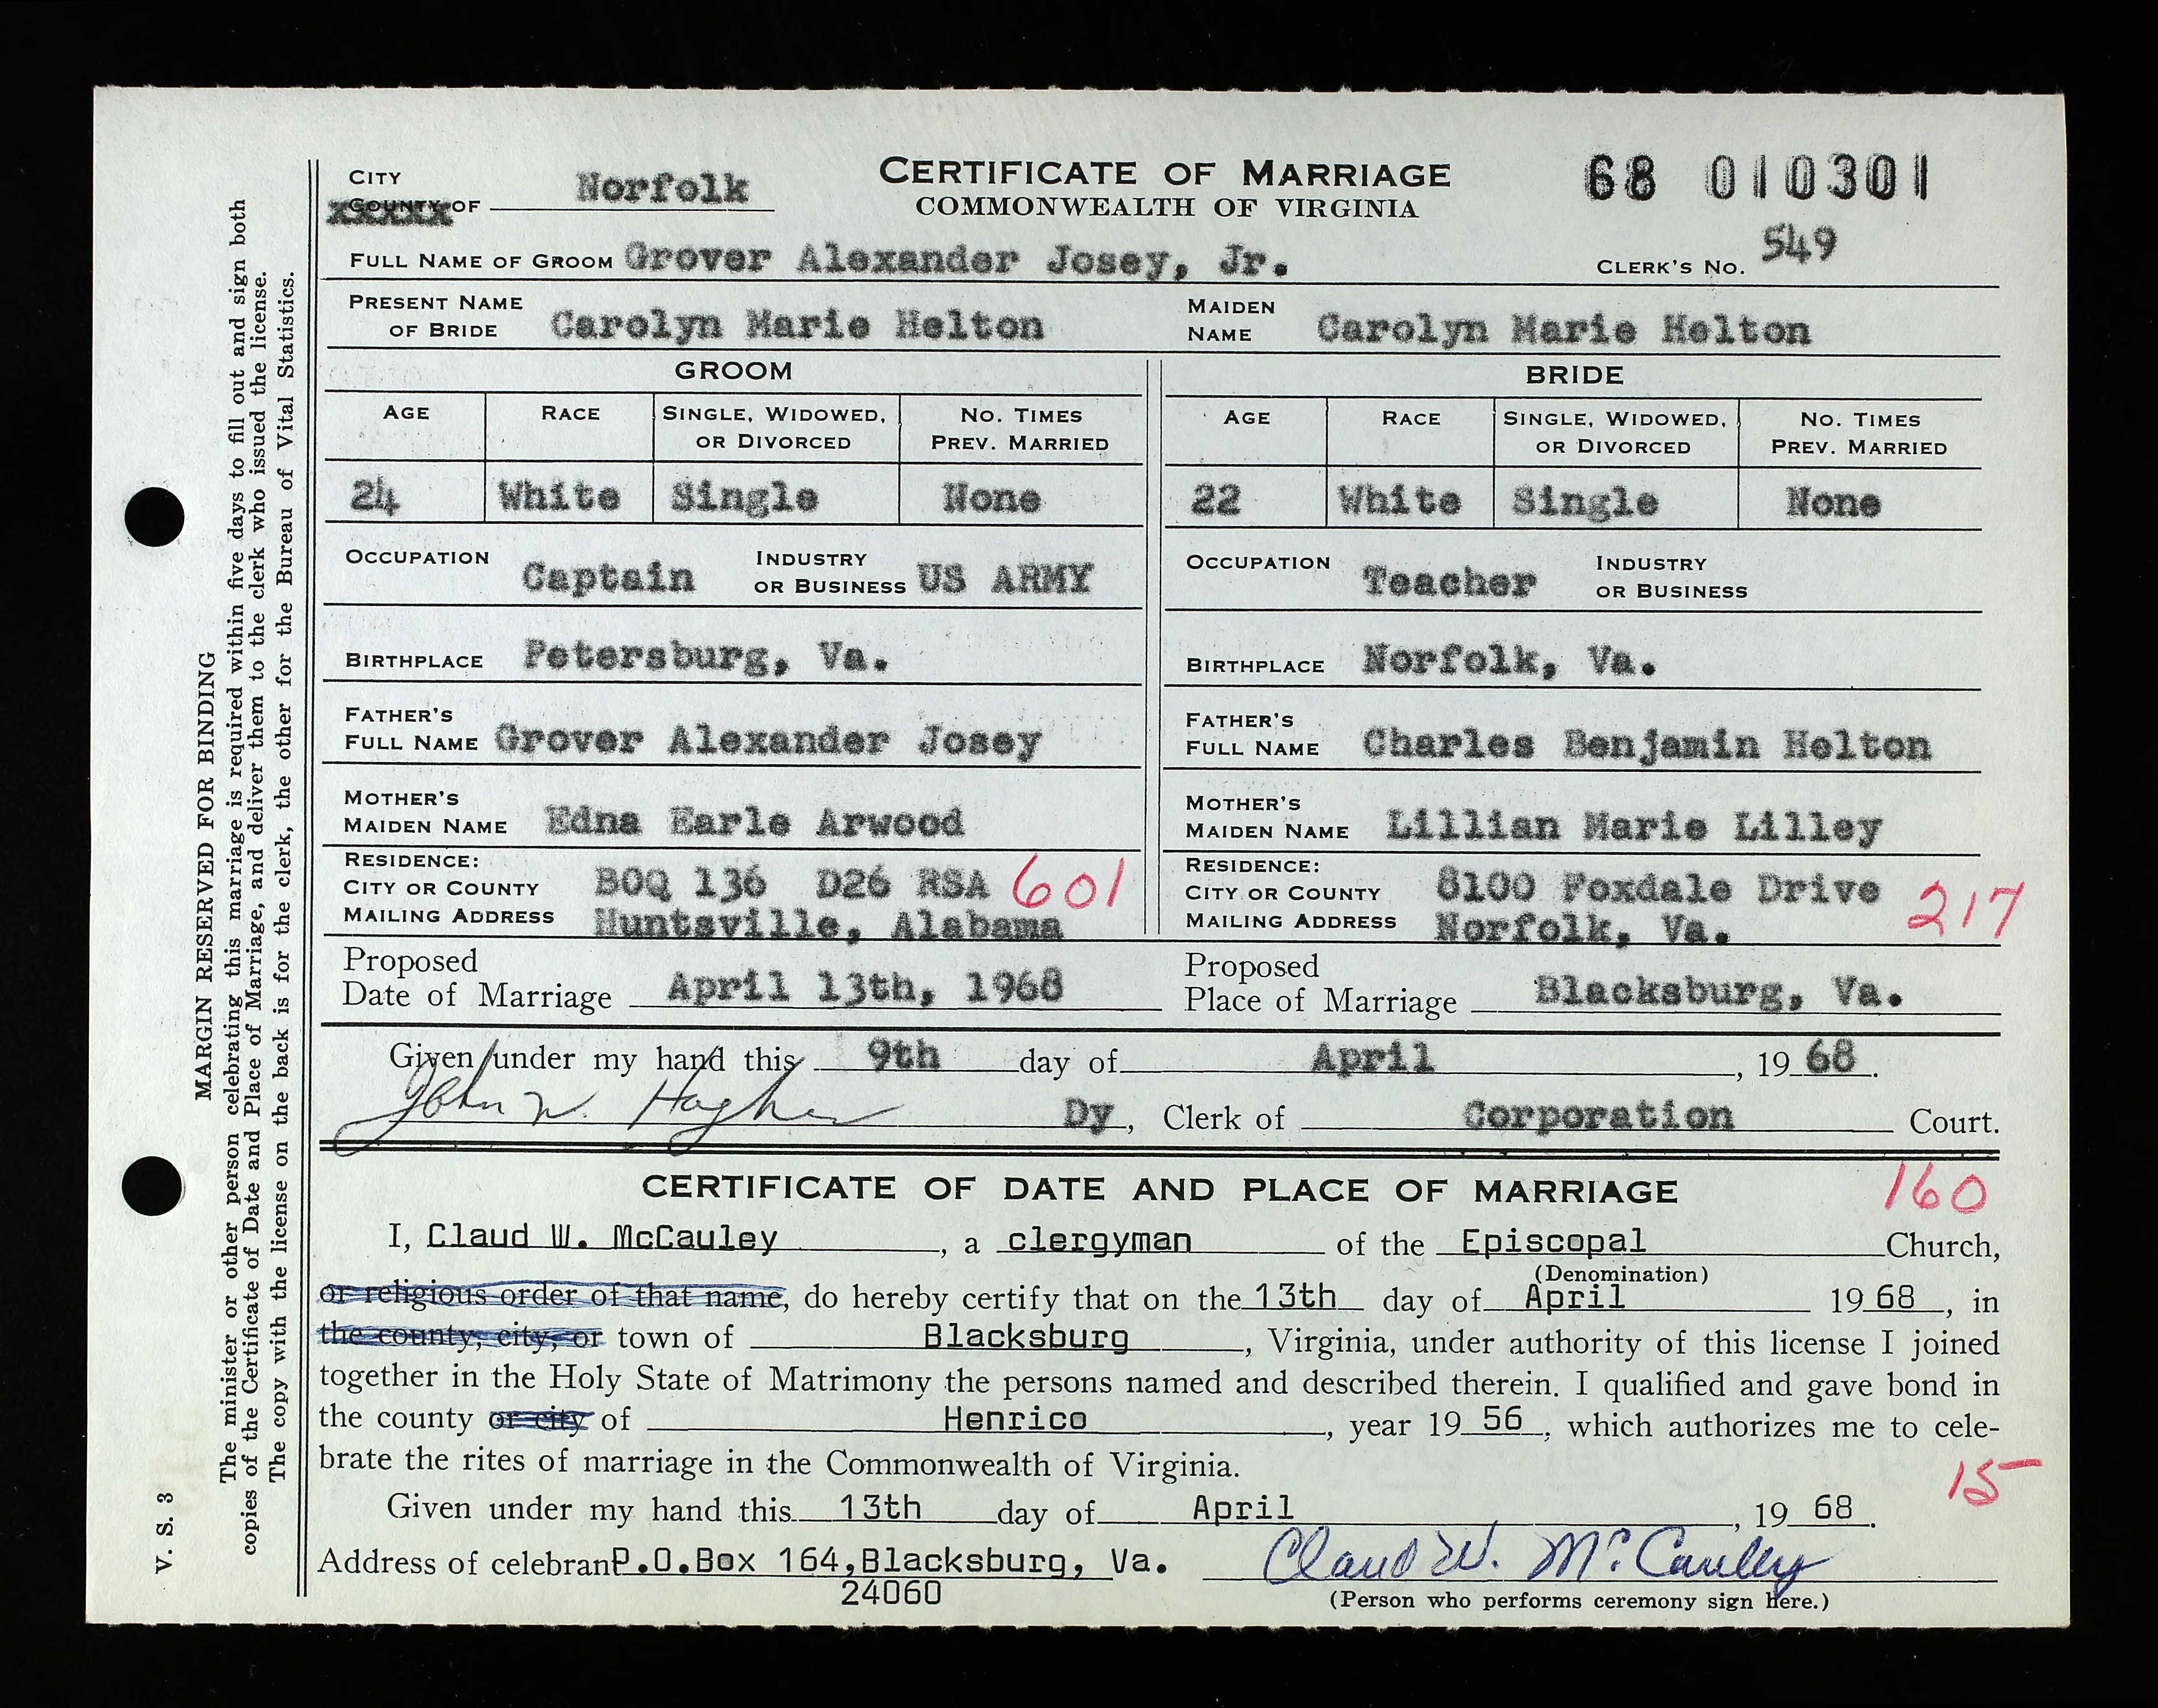 CITY
COUNTY OF Norfolk
CERTIFICATE OF MARRIAGE
COMMONWEALTH OF VIRGINIA
68 010301
FULL NAME OF GROOM Grover Alexander Josey, Jr.
CLERK'S NO. 549
PRESENT NAME
OF BRIDE Carolyn Marie Helton
MAIDEN
NAME Carolyn Marie Helton
GROOM
AGE RACE SINGLE, WIDOWED, OR DIVORCED NO. TIMES PREV. MARRIED
24 White Single None
OCCUPATION Captain INDUSTRY OR BUSINESS US ARMY
BIRTHPLACE Petersburg, Va.
FATHER'S
FULL NAME Grover Alexander Josey
MOTHER'S
MAIDEN NAME Edna Earle Arwood
RESIDENCE:
CITY OR COUNTY BOQ 136 D26 RSA 601
MAILING ADDRESS Huntsville, Alabama
BRIDE
AGE RACE SINGLE, WIDOWED, OR DIVORCED NO. TIMES PREV. MARRIED
22 White Single None
OCCUPATION Teacher INDUSTRY OR BUSINESS
BIRTHPLACE Norfolk, Va.
FATHER'S
FULL NAME Charles Benjamin Helton
MOTHER'S
MAIDEN NAME Lillian Marie Lilley
RESIDENCE:
CITY OR COUNTY 8100 Foxdale Drive 217
MAILING ADDRESS Norfolk, Va.
Proposed
Date of Marriage April 13th, 1968
Proposed
Place of Marriage Blacksburg, Va.
Given under my hand this 9th day of April, 19 68.
John W. Dy, Clerk of Corporation Court.
CERTIFICATE OF DATE AND PLACE OF MARRIAGE 160
I, Claud W. McCauley, a clergyman of the Episcopal Church,
(Denomination)
or religious order of that name, do hereby certify that on the 13th day of April 19 68, in
the county, city, or town of Blacksburg, Virginia, under authority of this license I joined
together in the Holy State of Matrimony the persons named and described therein. I qualified and gave bond in
the county or city of Henrico, year 19 56, which authorizes me to cele-
brate the rites of marriage in the Commonwealth of Virginia.
15
Given under my hand this 13th day of April, 19 68.
Address of celebrant P.O.Box 164,Blacksburg, Va. Claud W. McCauley
24060
(Person who performs ceremony sign here.)
MARGIN RESERVED FOR BINDING
The minister or other person celebrating this marriage is required within five days to fill out and sign both
copies of the Certificate of Date and Place of Marriage, and deliver them to the clerk who issued the license.
The copy with the license on the back is for the clerk, the other for the Bureau of Vital Statistics.
V. S. 3